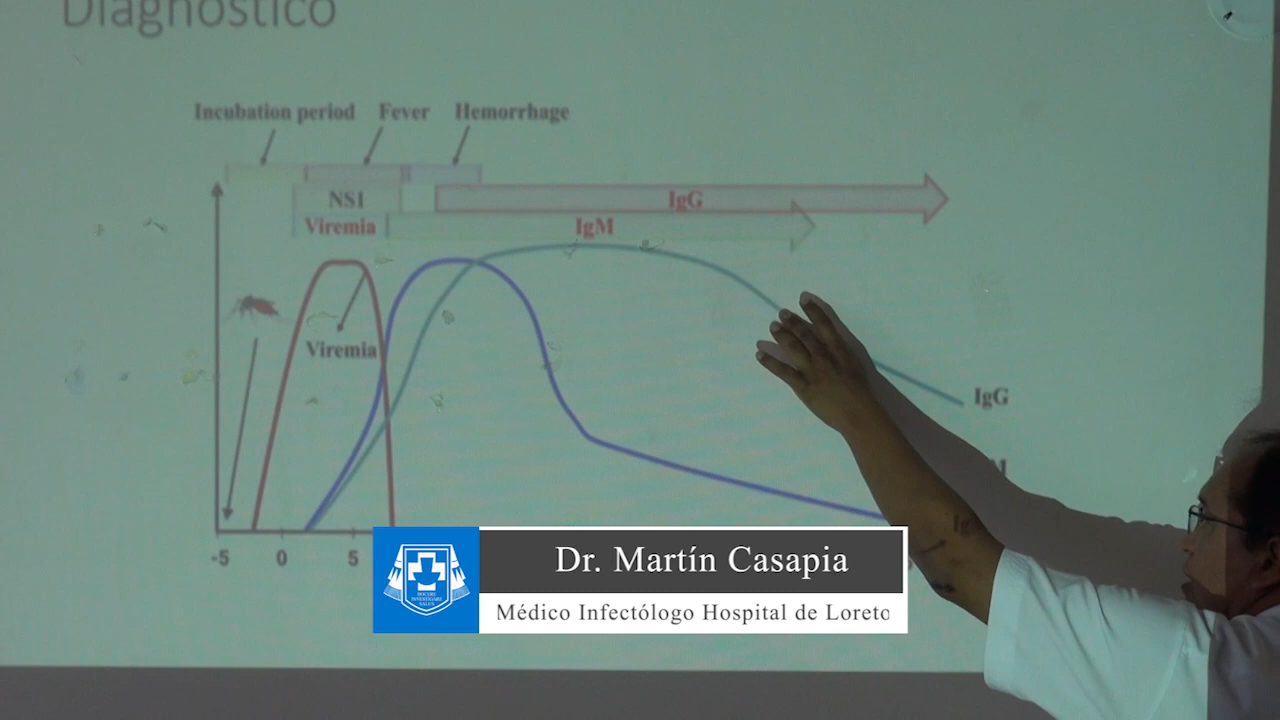 Diagnóstico
Incubation period Fever Hemorrhage
NS1
IgG
Viremia
IgM
Viremia
IgG
-5 0 5
Dr. Martín Casapia
Médico Infectólogo Hospital de Loreto